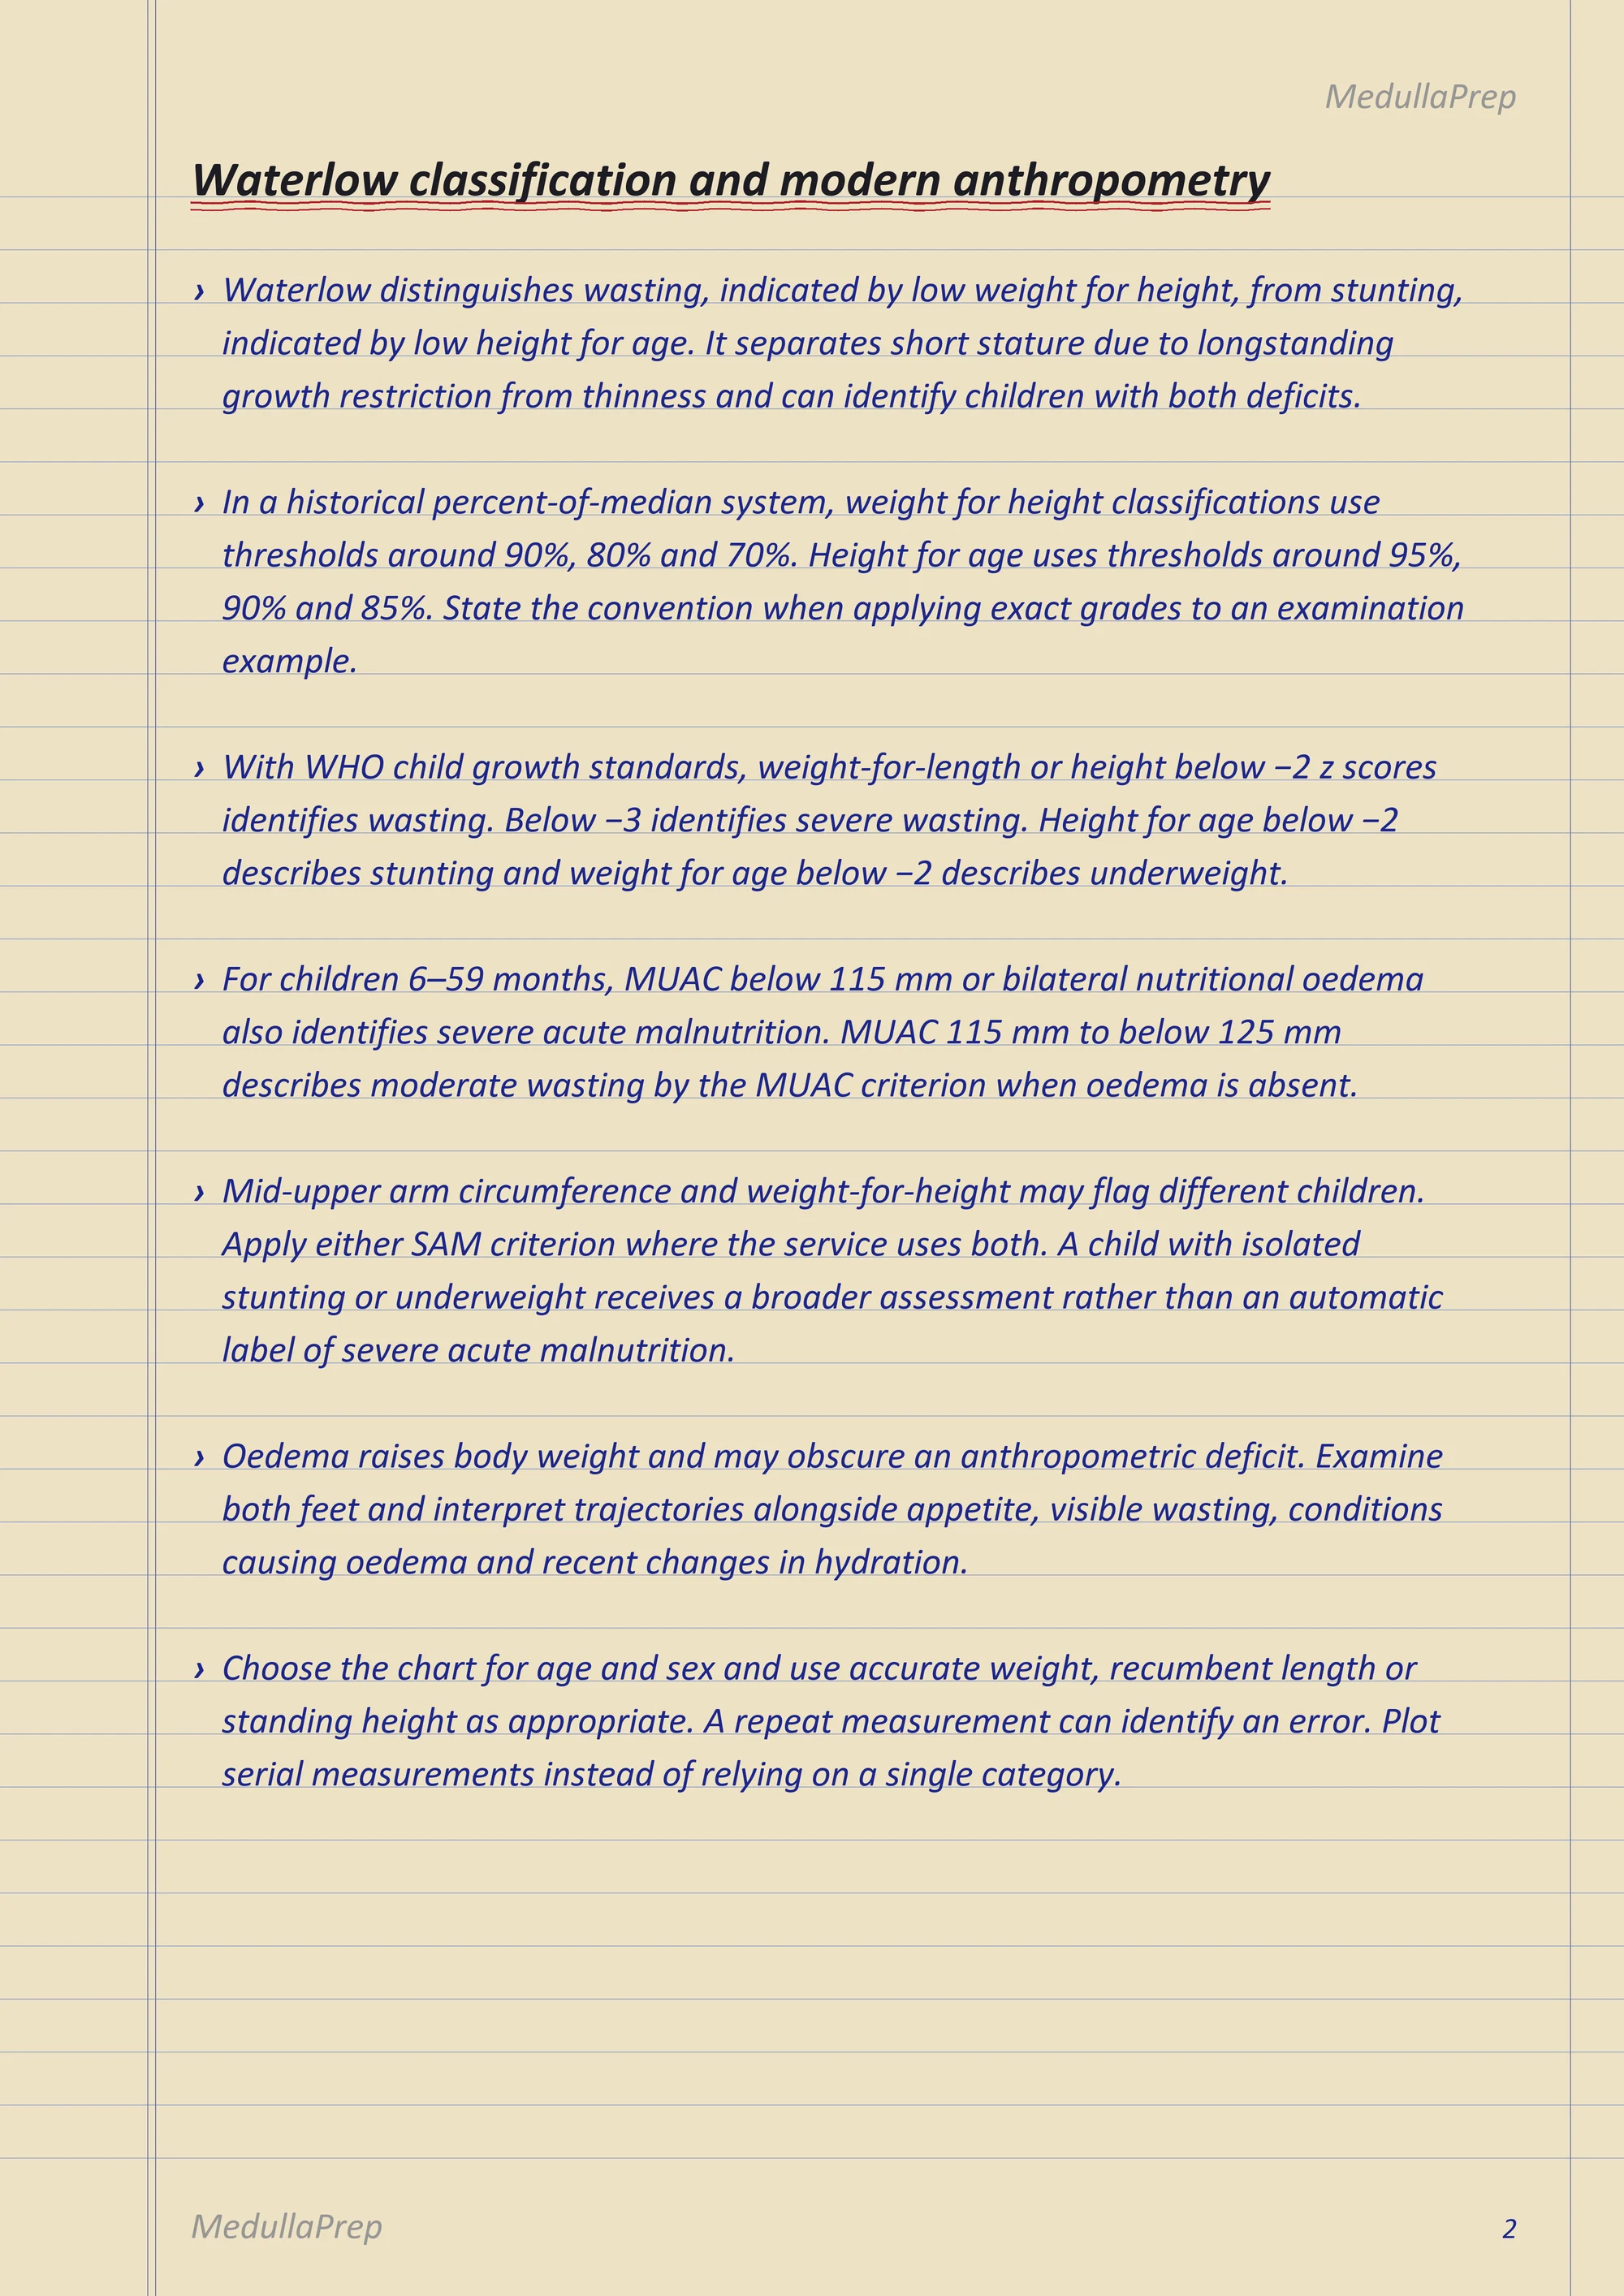 MedullaPrep
Waterlow classification and modern anthropometry
› Waterlow distinguishes wasting, indicated by low weight for height, from stunting,
indicated by low height for age. It separates short stature due to longstanding
growth restriction from thinness and can identify children with both deficits.
› In a historical percent-of-median system, weight for height classifications use
thresholds around 90%, 80% and 70%. Height for age uses thresholds around 95%,
90% and 85%. State the convention when applying exact grades to an examination
example.
› With WHO child growth standards, weight-for-length or height below −2 z scores
identifies wasting. Below −3 identifies severe wasting. Height for age below −2
describes stunting and weight for age below −2 describes underweight.
› For children 6–59 months, MUAC below 115 mm or bilateral nutritional oedema
also identifies severe acute malnutrition. MUAC 115 mm to below 125 mm
describes moderate wasting by the MUAC criterion when oedema is absent.
› Mid-upper arm circumference and weight-for-height may flag different children.
Apply either SAM criterion where the service uses both. A child with isolated
stunting or underweight receives a broader assessment rather than an automatic
label of severe acute malnutrition.
› Oedema raises body weight and may obscure an anthropometric deficit. Examine
both feet and interpret trajectories alongside appetite, visible wasting, conditions
causing oedema and recent changes in hydration.
› Choose the chart for age and sex and use accurate weight, recumbent length or
standing height as appropriate. A repeat measurement can identify an error. Plot
serial measurements instead of relying on a single category.
MedullaPrep
2